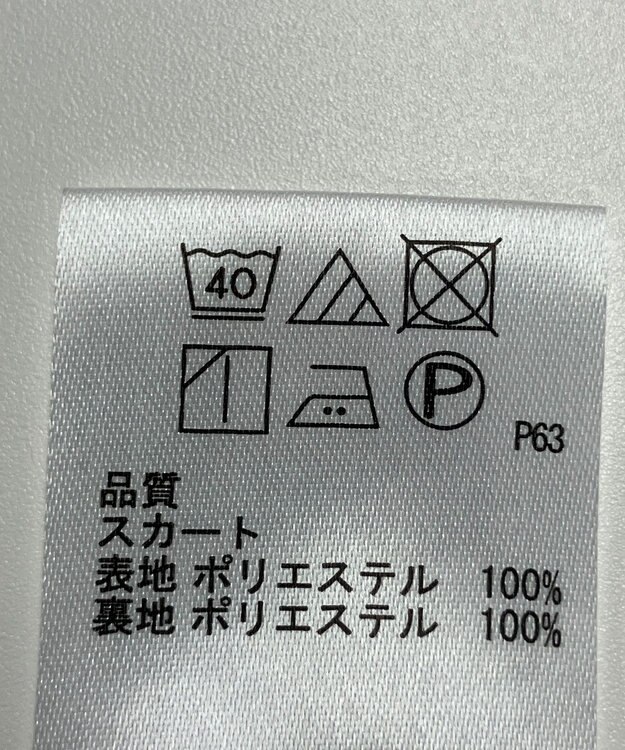 40
P
P63
品質
スカート
表地 ポリエステル 100%
裏地 ポリエステル 100%